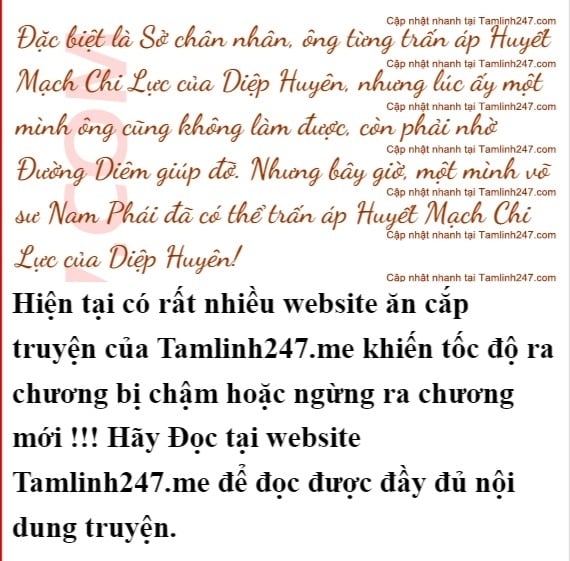 Cập nhật nhanh tại Tamlinh247.com
Đặc biệt là Sở chân nhân, ông từng trấn áp Huyết
Cập nhật nhanh tại Tamlinh247.com
Mạch Chi Lực của Diệp Huyên, nhưng lúc ấy một
Cập nhật nhanh tại Tamlinh247.com
mình ông cũng không làm được, còn phải nhờ
Cập nhật nhanh tại Tamlinh247.com
Đường Diêm giúp đỡ. Nhưng bây giờ, một mình võ
Cập nhật nhanh tại Tamlinh247.com
sư Nam Phái đã có thể trấn áp Huyết Mạch Chi
Cập nhật nhanh tại Tamlinh247.com
Lực của Diệp Huyên!
Cập nhật nhanh tại Tamlinh247.com
.COM
Hiện tại có rất nhiều website ăn cắp
truyện của Tamlinh247.me khiến tốc độ ra
chương bị chậm hoặc ngừng ra chương
mới !!! Hãy Đọc tại website
Tamlinh247.me để đọc được đầy đủ nội
dung truyện.